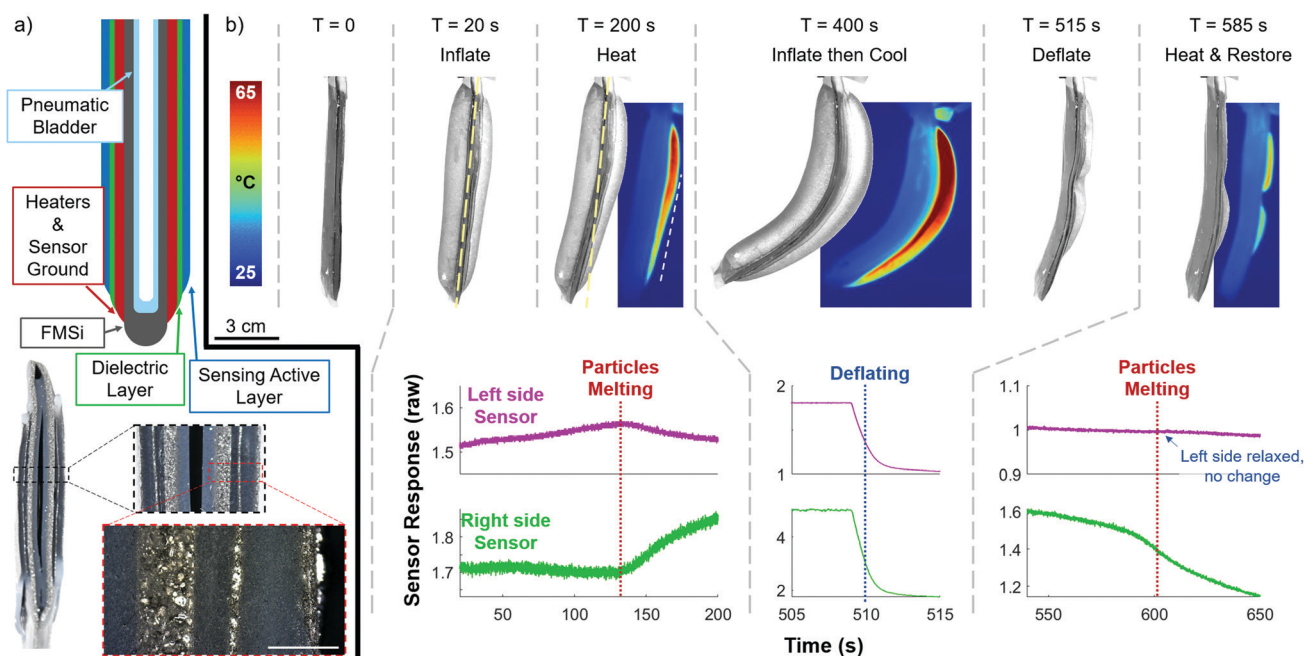 a)
Pneumatic
Bladder
Heaters
&
Sensor
Ground
FMSi
Dielectric
Layer
Sensing Active
Layer
b)
T = 0
T = 20 s
Inflate
T = 200 s
Heat
T = 400 s
Inflate then Cool
T = 515 s
Deflate
T = 585 s
Heat & Restore
65
°C
25
3 cm
Sensor Response (raw)
Left side
Sensor
Particles
Melting
1.6
1.5
Right side
Sensor
1.8
1.7
50
100
150
200
Deflating
2
1
4
2
505
510
515
Particles
Melting
1.1
1
0.9
Left side relaxed,
no change
1.6
1.4
1.2
550
600
650
Time (s)